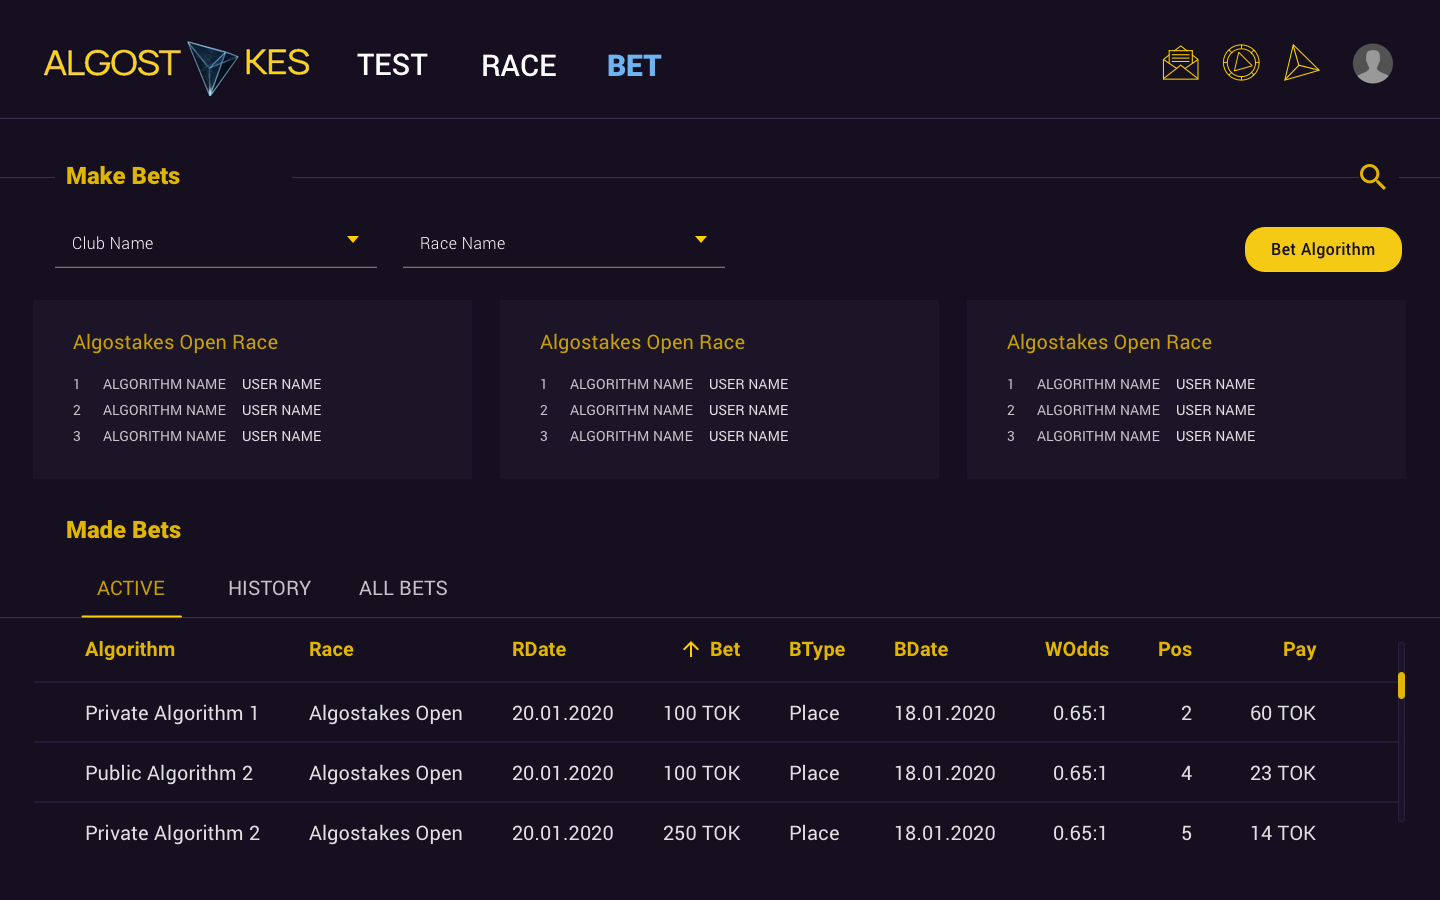 ALGOST KES TEST RACE BET
Make Bets
Club Name Race Name Bet Algorithm
Algostakes Open Race Algostakes Open Race Algostakes Open Race
1 ALGORITHM NAME USER NAME 1 ALGORITHM NAME USER NAME 1 ALGORITHM NAME USER NAME
2 ALGORITHM NAME USER NAME 2 ALGORITHM NAME USER NAME 2 ALGORITHM NAME USER NAME
3 ALGORITHM NAME USER NAME 3 ALGORITHM NAME USER NAME 3 ALGORITHM NAME USER NAME
Made Bets
ACTIVE HISTORY ALL BETS
Algorithm Race RDate Bet BType BDate WOdds Pos Pay
Private Algorithm 1 Algostakes Open 20.01.2020 100 TOK Place 18.01.2020 0.65:1 2 60 TOK
Public Algorithm 2 Algostakes Open 20.01.2020 100 TOK Place 18.01.2020 0.65:1 4 23 TOK
Private Algorithm 2 Algostakes Open 20.01.2020 250 TOK Place 18.01.2020 0.65:1 5 14 TOK